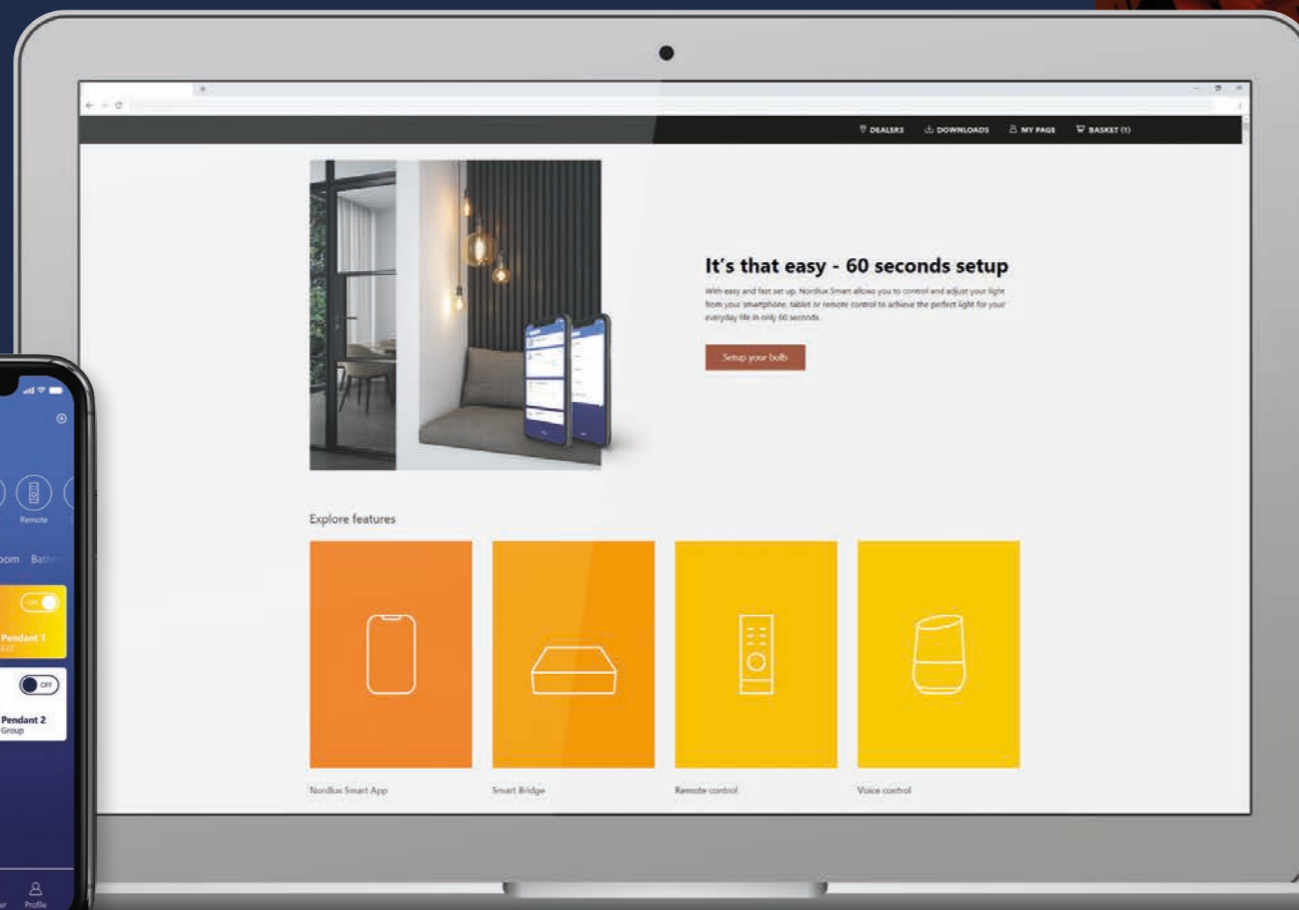 DEALERS DOWNLOADS MY PAGE BASKET (1)
It's that easy - 60 seconds setup
With easy and fast set up, Nordlux Smart allows you to control and adjust your light
from your smartphone, tablet or remote control to achieve the perfect light for your
everyday life in only 60 seconds.
Setup your bulb
Explore features
Nordlux Smart App Smart Bridge Remote control Voice control
Remote
ON
Pendant 1
E27
OFF
Pendant 2
Group
Profile